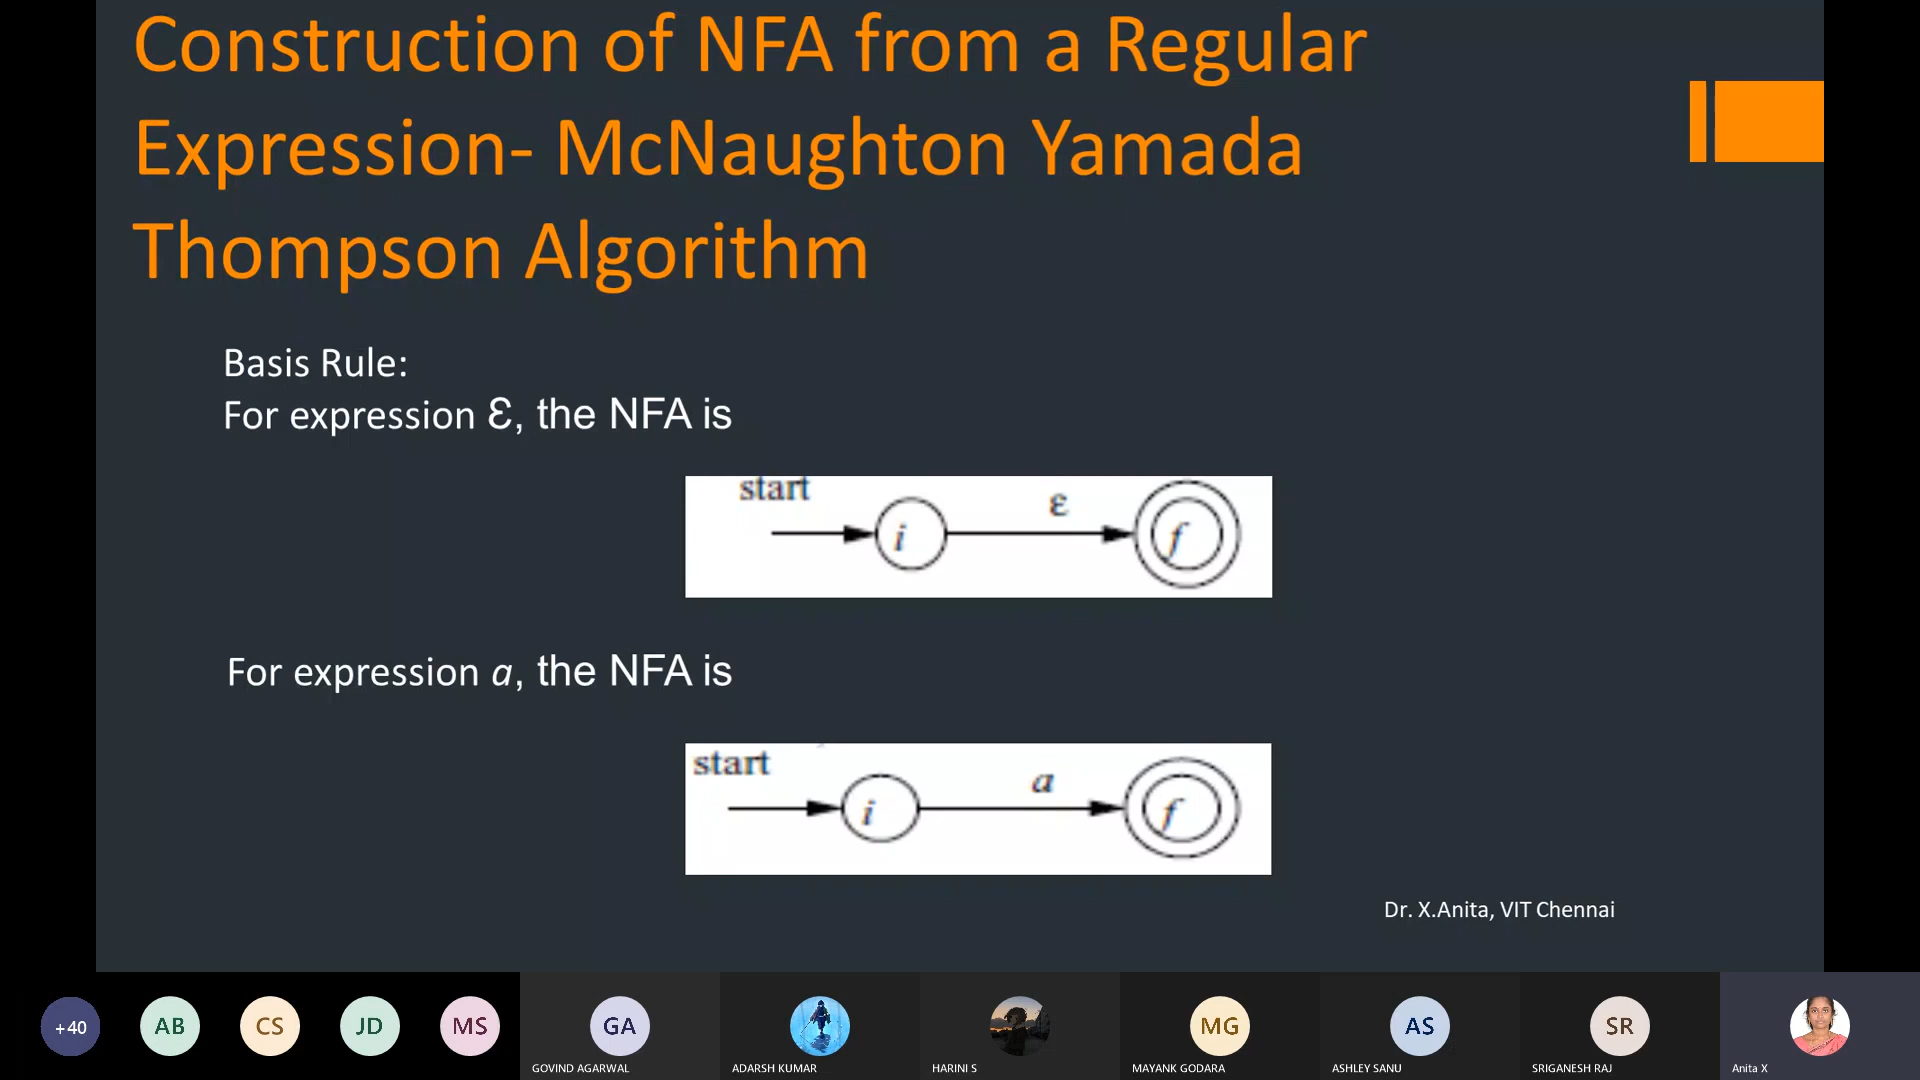 Construction of NFA from a Regular
Expression- McNaughton Yamada
Thompson Algorithm
Basis Rule:
For expression Ɛ, the NFA is
start
i
ε
f
For expression a, the NFA is
start
i
a
f
Dr. X.Anita, VIT Chennai
+40
AB
CS
JD
MS
GA
MG
AS
SR
GOVIND AGARWAL
ADARSH KUMAR
HARINI S
MAYANK GODARA
ASHLEY SANU
SRIGANESH RAJ
Anita X